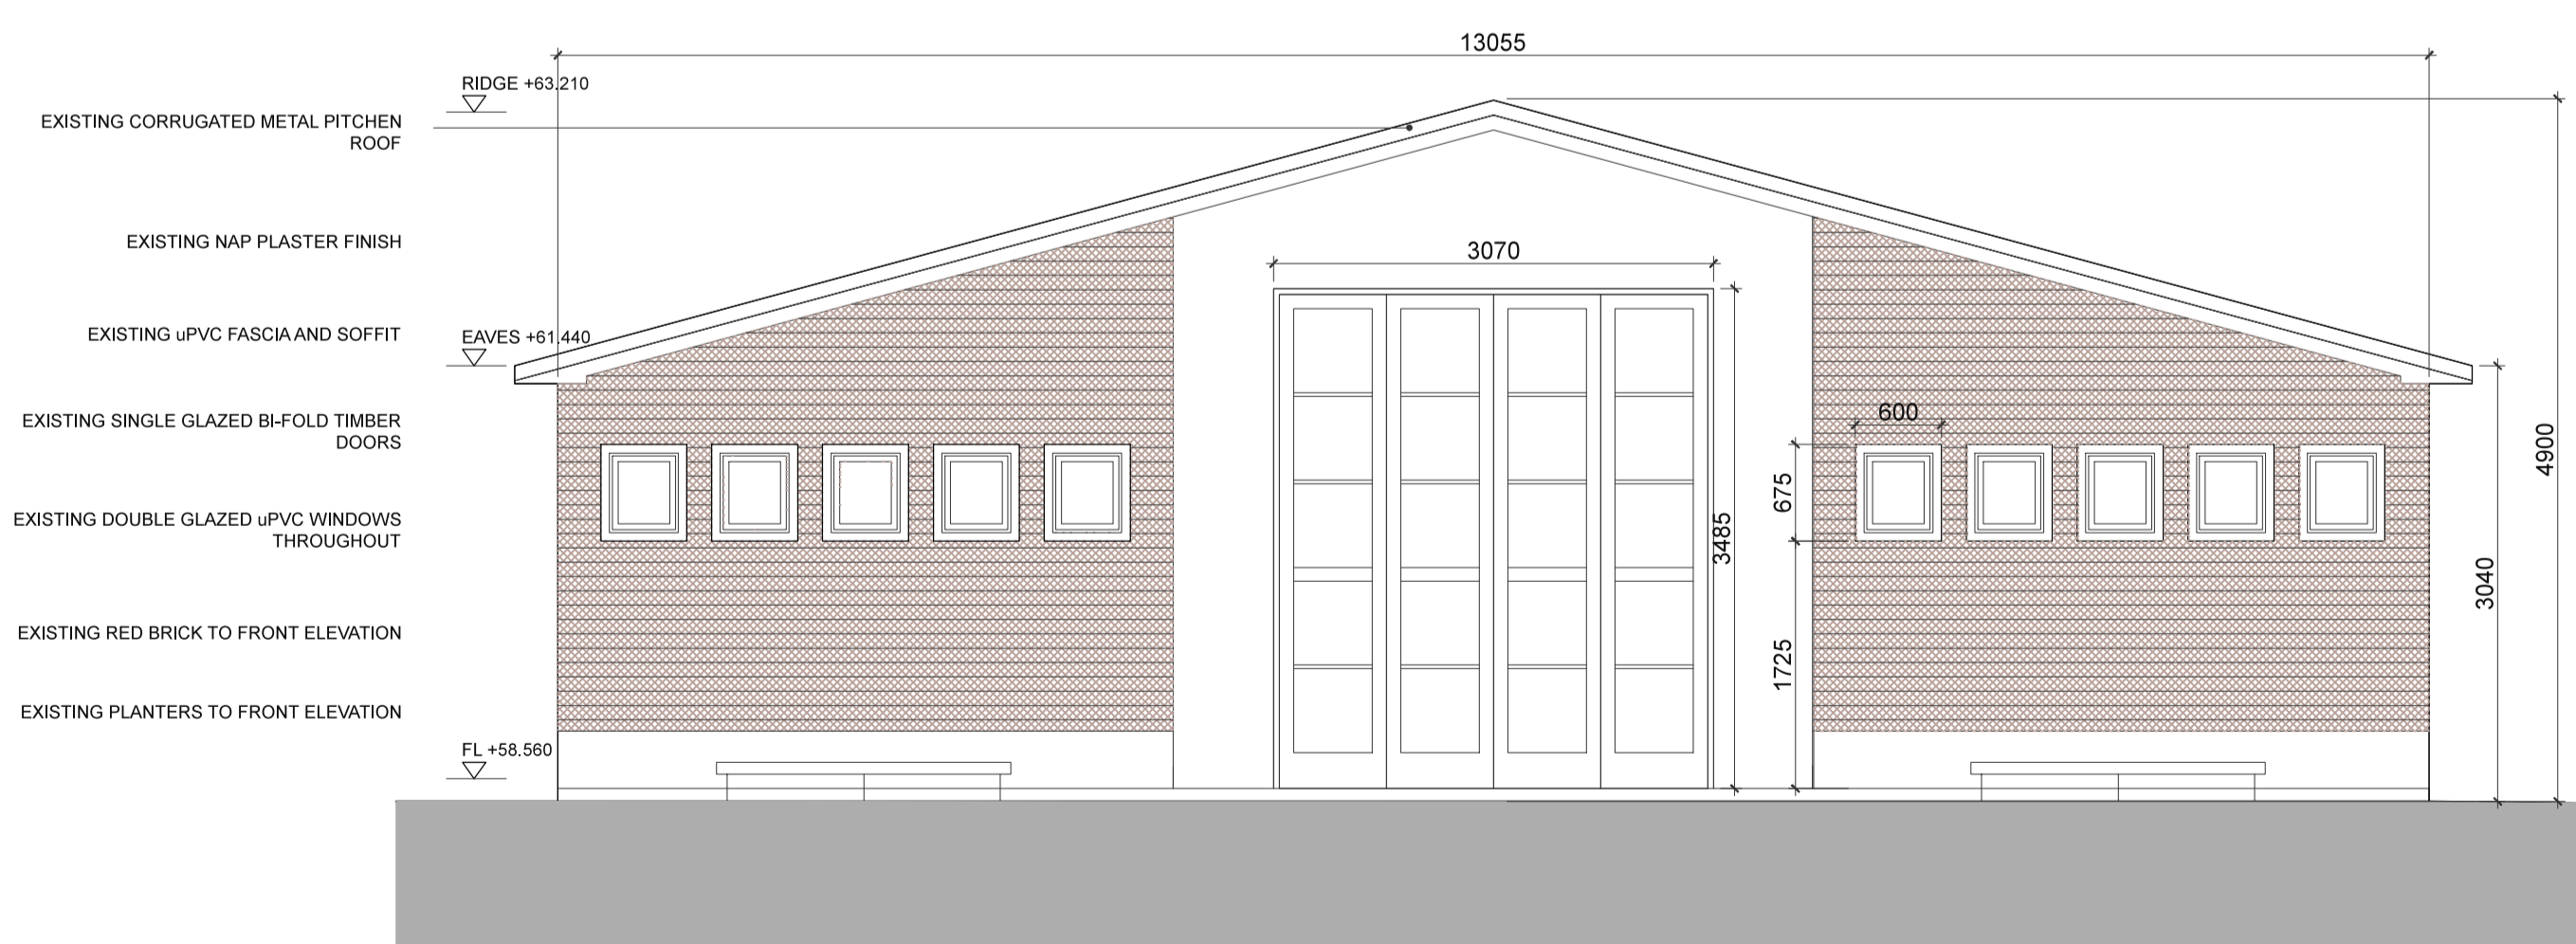 13055
RIDGE +63.210
EXISTING CORRUGATED METAL PITCHEN
ROOF
EXISTING NAP PLASTER FINISH
3070
EXISTING uPVC FASCIA AND SOFFIT
EAVES +61.440
EXISTING SINGLE GLAZED BI-FOLD TIMBER
DOORS
600
4900
675
EXISTING DOUBLE GLAZED uPVC WINDOWS
THROUGHOUT
3485
3040
EXISTING RED BRICK TO FRONT ELEVATION
1725
EXISTING PLANTERS TO FRONT ELEVATION
FL +58.560